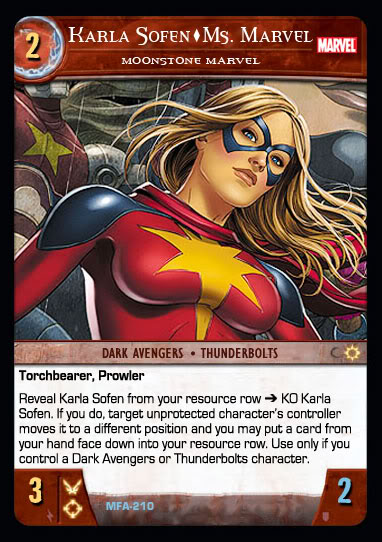 2
Karla Sofen♦Ms. Marvel
MOONSTONE MARVEL
MARVEL
DARK AVENGERS • THUNDERBOLTS
C
Torchbearer, Prowler
Reveal Karla Sofen from your resource row ➔ KO Karla
Sofen. If you do, target unprotected character's controller
moves it to a different position and you may put a card from
your hand face down into your resource row. Use only if you
control a Dark Avengers or Thunderbolts character.
3
MFA-210
2